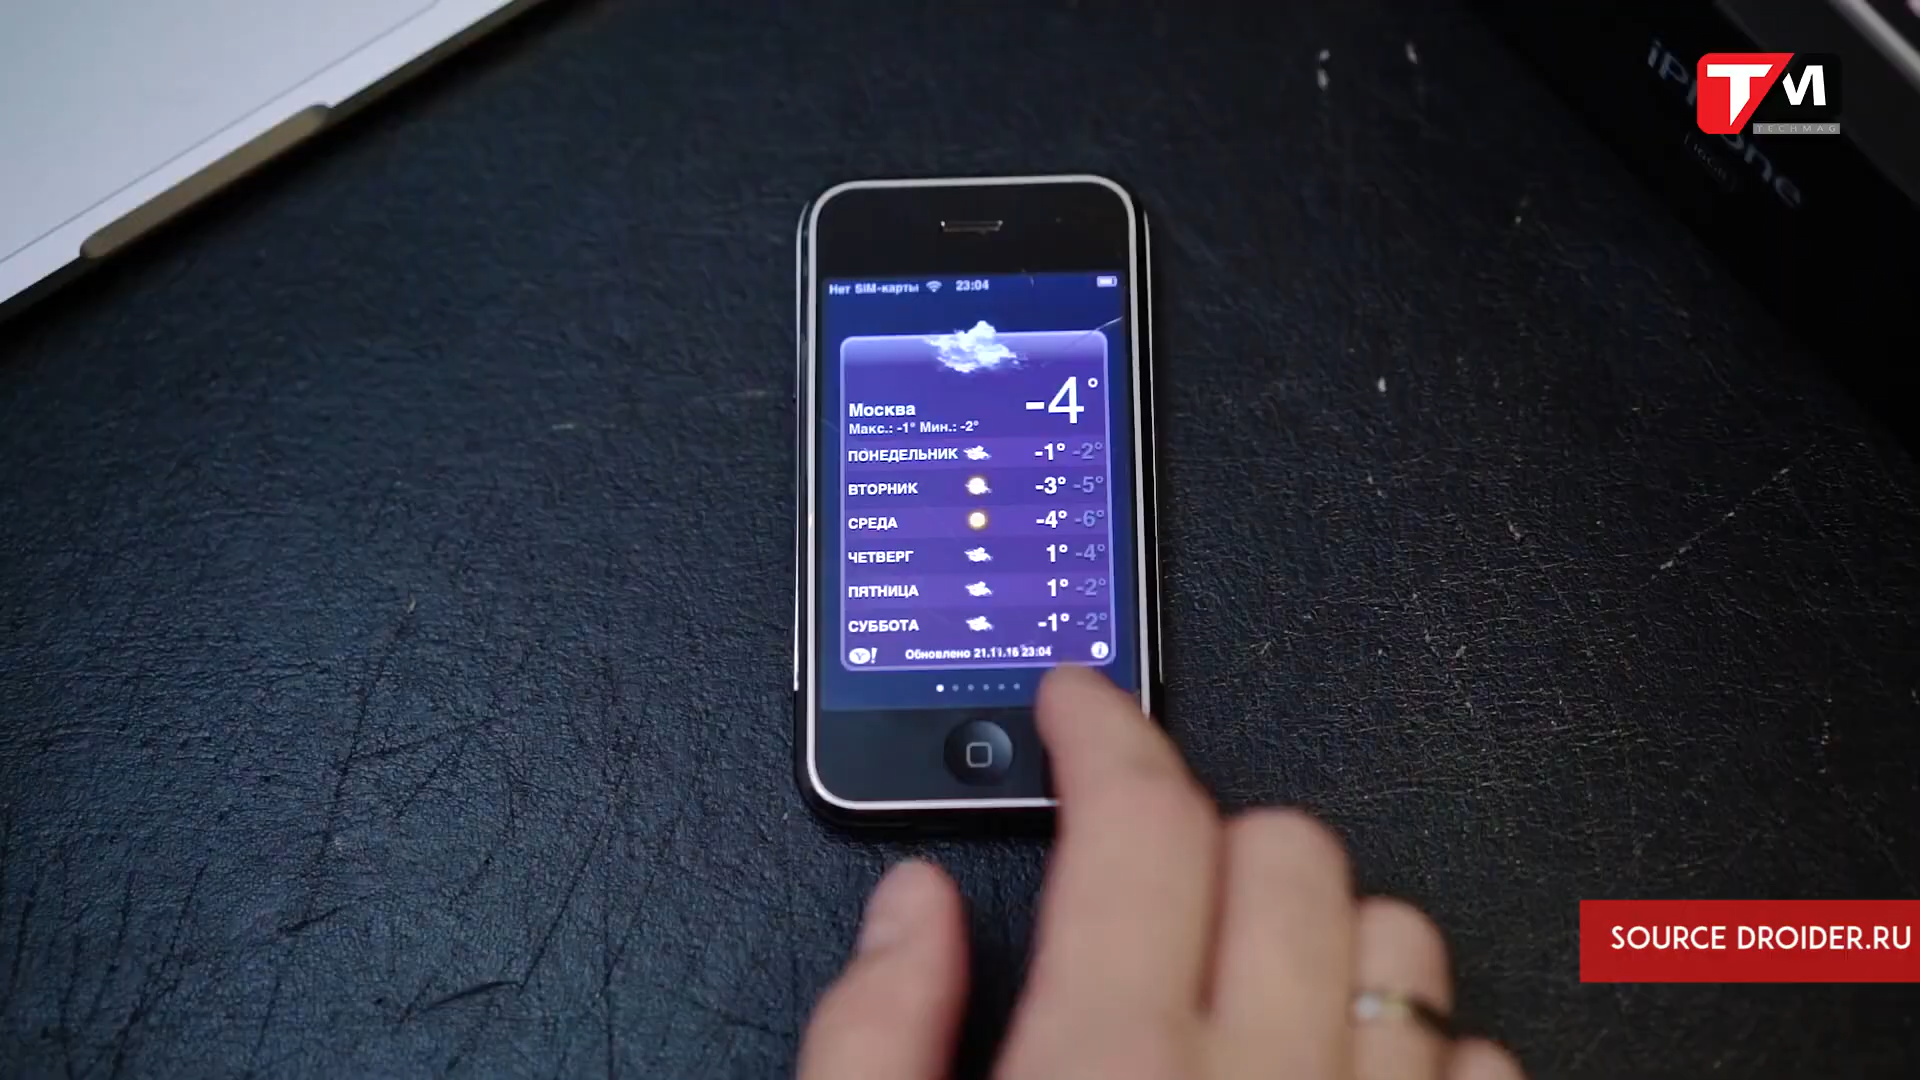 TM
TECHMAG
iPhone
Нет SIM-карты 23:04
-4°
Москва
Макс.: -1° Мин.: -2°
ПОНЕДЕЛЬНИК -1° -2°
ВТОРНИК -3° -5°
СРЕДА -4° -6°
ЧЕТВЕРГ 1° -4°
ПЯТНИЦА 1° -2°
СУББОТА -1° -2°
Y! Обновлено 21.11.16 23:04 i
SOURCE DROIDER.RU